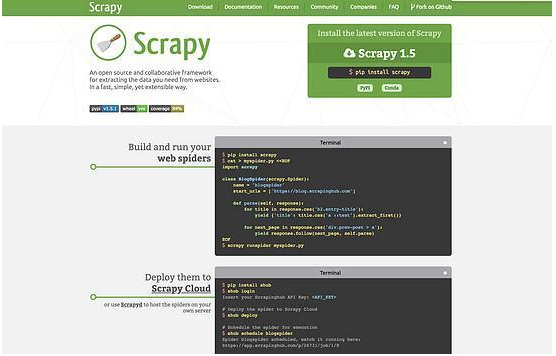 Scrapy
Download Documentation Resources Community Companies FAQ Fork on Github
Scrapy
An open source and collaborative framework
for extracting the data you need from websites.
In a fast, simple, yet extensible way.
pypi v1.5.1 wheel yes coverage 84%
Install the latest version of Scrapy
Scrapy 1.5
$ pip install scrapy
PyPI Conda
Build and run your
web spiders
Terminal
$ pip install scrapy
$ cat > myspider.py <<EOF
import scrapy
class BlogSpider(scrapy.Spider):
name = 'blogspider'
start_urls = ['https://blog.scrapinghub.com']
def parse(self, response):
for title in response.css('h2.entry-title'):
yield {'title': title.css('a ::text').extract_first()}
for next_page in response.css('div.prev-post > a'):
yield response.follow(next_page, self.parse)
EOF
$ scrapy runspider myspider.py
Deploy them to
Scrapy Cloud
or use Scrapyd to host the spiders on your
own server
Terminal
$ pip install shub
$ shub login
Insert your Scrapinghub API Key: <API_KEY>
# Deploy the spider to Scrapy Cloud
$ shub deploy
# Schedule the spider for execution
$ shub schedule blogspider
Spider blogspider scheduled, watch it running here:
https://app.scrapinghub.com/p/26731/job/1/8